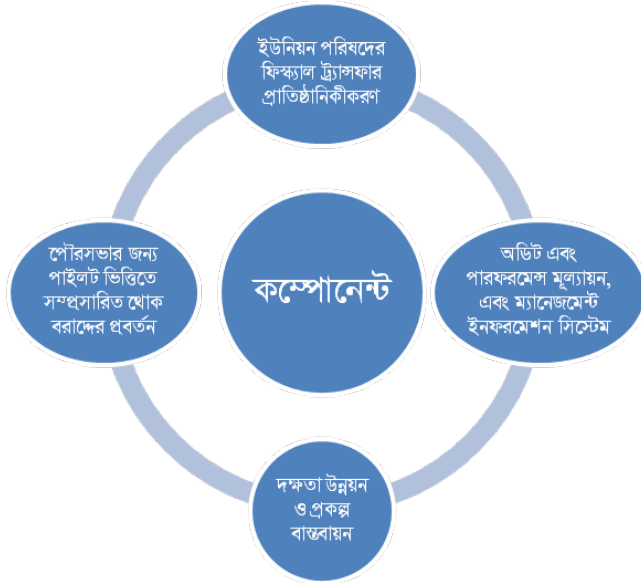 ইউনিয়ন পরিষদের
ফিস্ক্যাল ট্র্যান্সফার
প্রাতিষ্ঠানিকীকরণ
পৌরসভার জন্য
পাইলট ভিত্তিতে
সম্প্রসারিত থোক
বরাদ্দের প্রবর্তন
কম্পোনেন্ট
অডিট এবং
পারফরমেন্স মূল্যায়ন,
এবং ম্যানেজমেন্ট
ইনফরমেশন সিস্টেম
দক্ষতা উন্নয়ন
ও প্রকল্প
বাস্তবায়ন